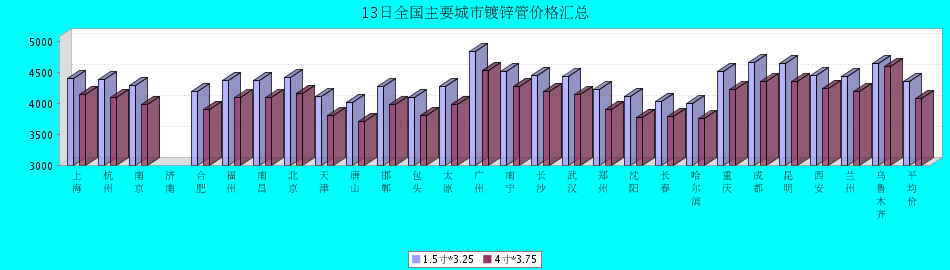 13日全国主要城市镀锌管价格汇总
5000
4500
4000
3500
3000
上海
杭州
南京
济南
合肥
福州
南昌
北京
天津
唐山
邯郸
包头
太原
广州
南宁
长沙
武汉
郑州
沈阳
长春
哈尔滨
重庆
成都
昆明
西安
兰州
乌鲁木齐
平均价
1.5寸*3.25
4寸*3.75